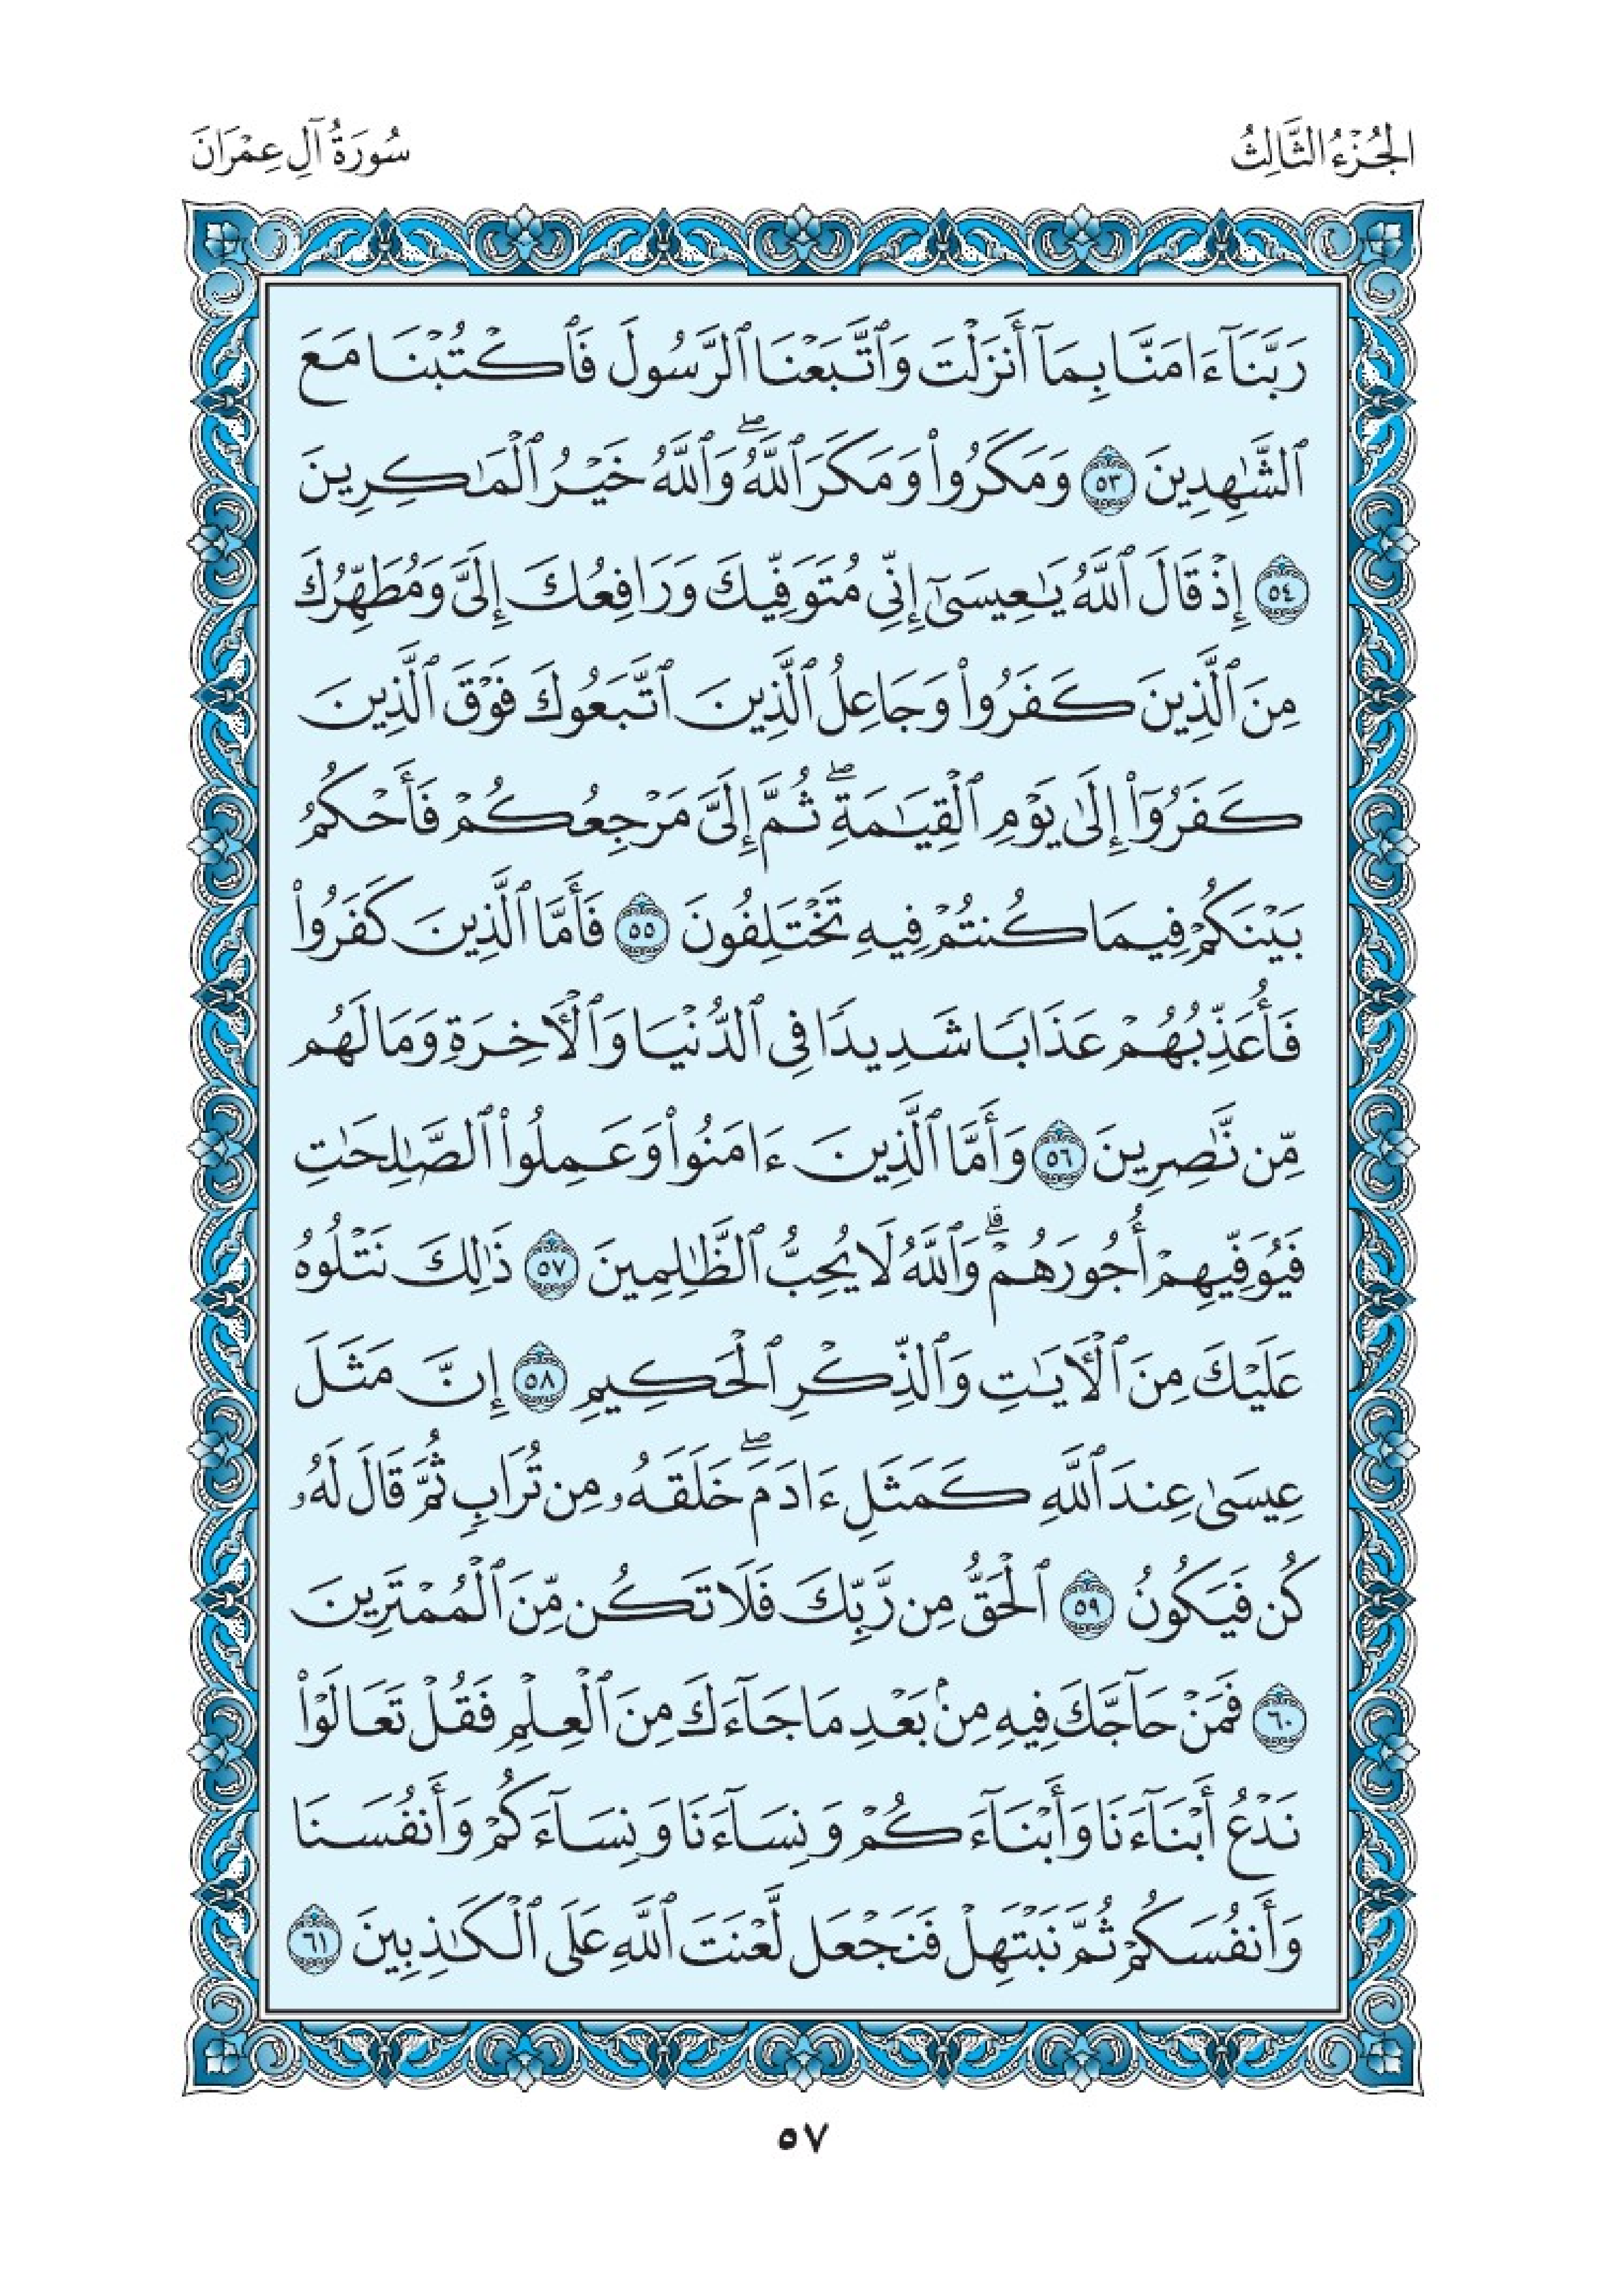 الجُزْءُ الثَّالِثُ
سُورَةُ آلِ عِمْرَانَ
رَبَّنَآ ءَامَنَّا بِمَآ أَنزَلْتَ وَٱتَّبَعْنَا ٱلرَّسُولَ فَٱكْتُبْنَا مَعَ
ٱلشَّٰهِدِينَ ٥٣ وَمَكَرُوا۟ وَمَكَرَ ٱللَّهُ ۖ وَٱللَّهُ خَيْرُ ٱلْمَٰكِرِينَ
٥٤ إِذْ قَالَ ٱللَّهُ يَٰعِيسَىٰٓ إِنِّى مُتَوَفِّيكَ وَرَافِعُكَ إِلَىَّ وَمُطَهِّرُكَ
مِنَ ٱلَّذِينَ كَفَرُوا۟ وَجَاعِلُ ٱلَّذِينَ ٱتَّبَعُوكَ فَوْقَ ٱلَّذِينَ
كَفَرُوٓا۟ إِلَىٰ يَوْمِ ٱلْقِيَٰمَةِ ۖ ثُمَّ إِلَىَّ مَرْجِعُكُمْ فَأَحْكُمُ
بَيْنَكُمْ فِيمَا كُنتُمْ فِيهِ تَخْتَلِفُونَ ٥٥ فَأَمَّا ٱلَّذِينَ كَفَرُوا۟
فَأُعَذِّبُهُمْ عَذَابًا شَدِيدًا فِى ٱلدُّنْيَا وَٱلْءَاخِرَةِ وَمَا لَهُم
مِّن نَّٰصِرِينَ ٥٦ وَأَمَّا ٱلَّذِينَ ءَامَنُوا۟ وَعَمِلُوا۟ ٱلصَّٰلِحَٰتِ
فَيُوَفِّيهِمْ أُجُورَهُمْ ۗ وَٱللَّهُ لَا يُحِبُّ ٱلظَّٰلِمِينَ ٥٧ ذَٰلِكَ نَتْلُوهُ
عَلَيْكَ مِنَ ٱلْءَايَٰتِ وَٱلذِّكْرِ ٱلْحَكِيمِ ٥٨ إِنَّ مَثَلَ
عِيسَىٰ عِندَ ٱللَّهِ كَمَثَلِ ءَادَمَ ۖ خَلَقَهُۥ مِن تُرَابٍ ثُمَّ قَالَ لَهُۥ
كُن فَيَكُونُ ٥٩ ٱلْحَقُّ مِن رَّبِّكَ فَلَا تَكُن مِّنَ ٱلْمُمْتَرِينَ
٦٠ فَمَنْ حَآجَّكَ فِيهِ مِنۢ بَعْدِ مَا جَآءَكَ مِنَ ٱلْعِلْمِ فَقُلْ تَعَالَوْا۟
نَدْعُ أَبْنَآءَنَا وَأَبْنَآءَكُمْ وَنِسَآءَنَا وَنِسَآءَكُمْ وَأَنفُسَنَا
وَأَنفُسَكُمْ ثُمَّ نَبْتَهِلْ فَنَجْعَل لَّعْنَتَ ٱللَّهِ عَلَى ٱلْكَٰذِبِينَ ٦١
٥٧